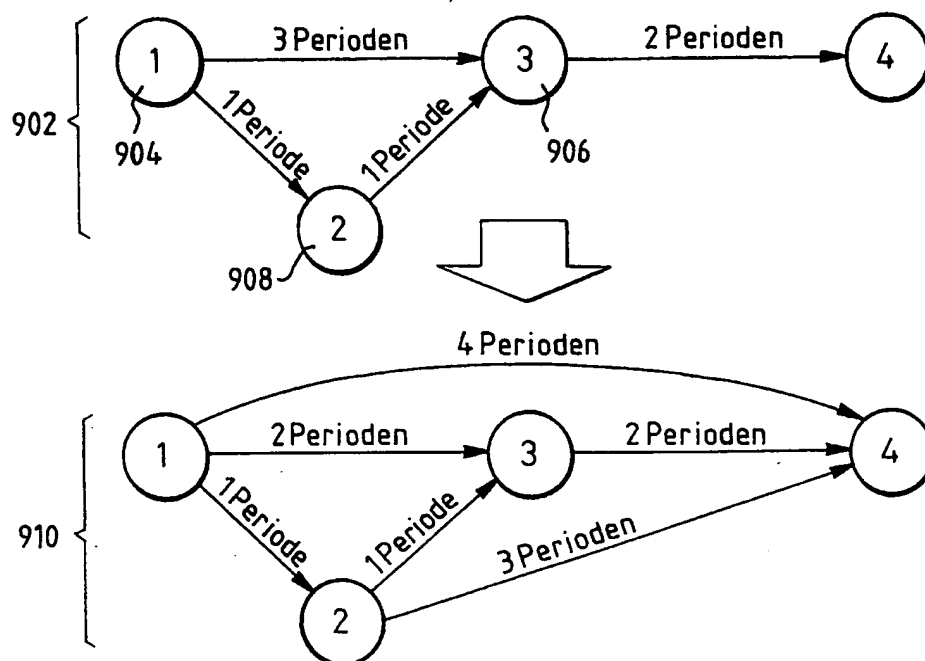 1
3 Perioden
3
2 Perioden
4
902
904
1 Periode
1 Periode
906
2
908
4 Perioden
1
2 Perioden
3
2 Perioden
4
910
1 Periode
1 Periode
3 Perioden
2